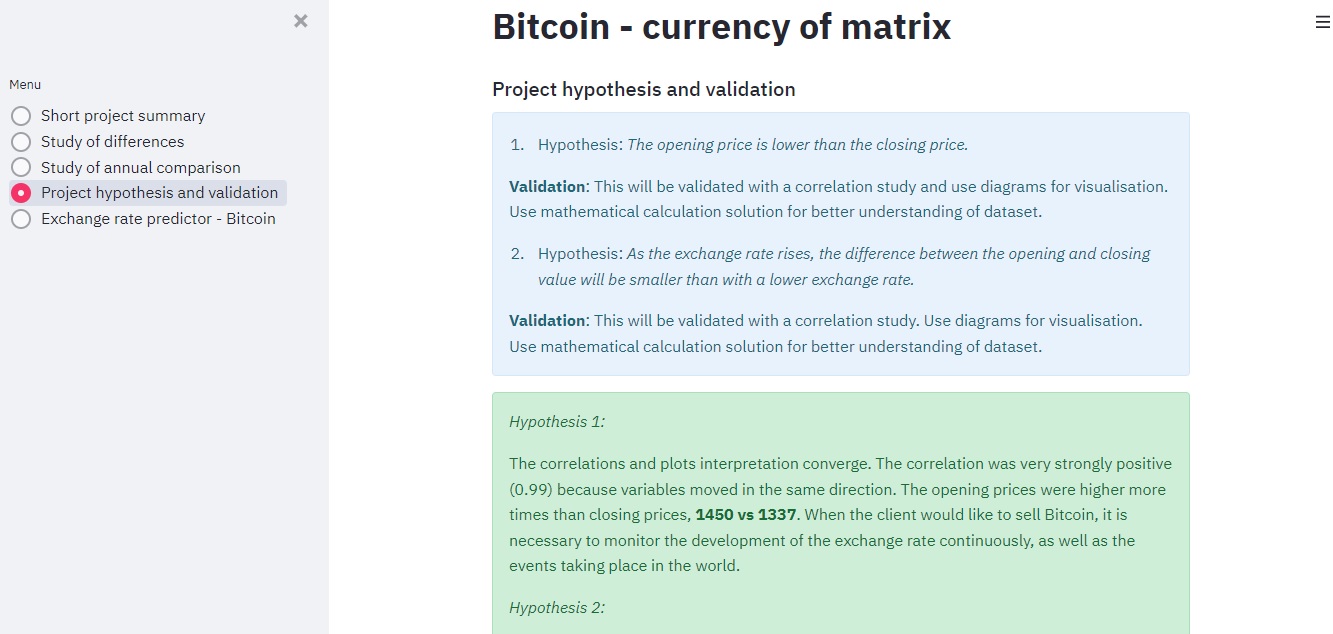 Bitcoin - currency of matrix
Menu
Short project summary
Study of differences
Study of annual comparison
Project hypothesis and validation
Exchange rate predictor - Bitcoin
Project hypothesis and validation
1. Hypothesis: The opening price is lower than the closing price.
Validation: This will be validated with a correlation study and use diagrams for visualisation.
Use mathematical calculation solution for better understanding of dataset.
2. Hypothesis: As the exchange rate rises, the difference between the opening and closing
value will be smaller than with a lower exchange rate.
Validation: This will be validated with a correlation study. Use diagrams for visualisation.
Use mathematical calculation solution for better understanding of dataset.
Hypothesis 1:
The correlations and plots interpretation converge. The correlation was very strongly positive
(0.99) because variables moved in the same direction. The opening prices were higher more
times than closing prices, 1450 vs 1337. When the client would like to sell Bitcoin, it is
necessary to monitor the development of the exchange rate continuously, as well as the
events taking place in the world.
Hypothesis 2: